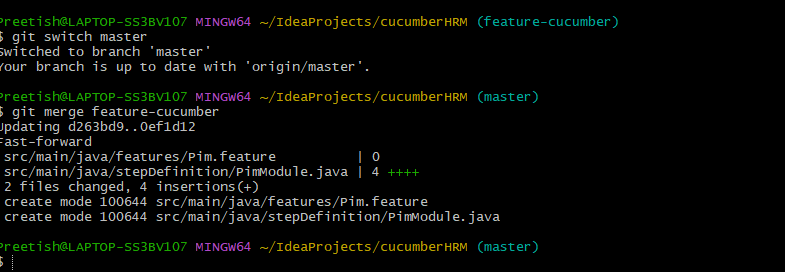 Preetish@LAPTOP-SS3BV107 MINGW64 ~/IdeaProjects/cucumberHRM (feature-cucumber)
$ git switch master
Switched to branch 'master'
Your branch is up to date with 'origin/master'.
Preetish@LAPTOP-SS3BV107 MINGW64 ~/IdeaProjects/cucumberHRM (master)
$ git merge feature-cucumber
Updating d263bd9..0ef1d12
Fast-forward
src/main/java/features/Pim.feature | 0
src/main/java/stepDefinition/PimModule.java | 4 ++++
2 files changed, 4 insertions(+)
create mode 100644 src/main/java/features/Pim.feature
create mode 100644 src/main/java/stepDefinition/PimModule.java
Preetish@LAPTOP-SS3BV107 MINGW64 ~/IdeaProjects/cucumberHRM (master)
$